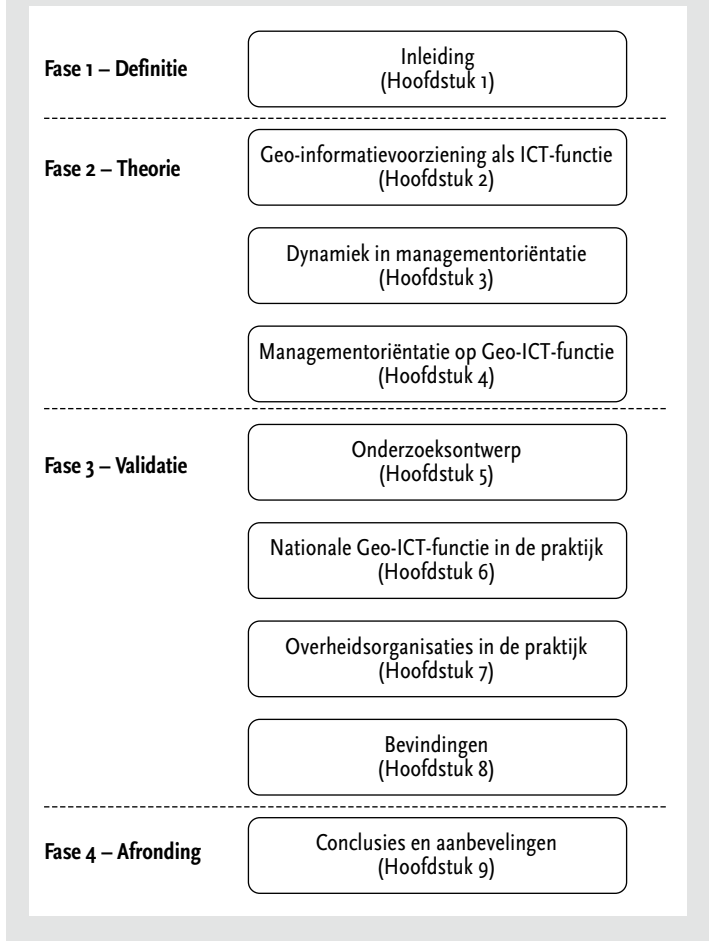 Fase 1 – Definitie
Inleiding
(Hoofdstuk 1)
Fase 2 – Theorie
Geo-informatievoorziening als ICT-functie
(Hoofdstuk 2)
Dynamiek in managementoriëntatie
(Hoofdstuk 3)
Managementoriëntatie op Geo-ICT-functie
(Hoofdstuk 4)
Fase 3 – Validatie
Onderzoeksontwerp
(Hoofdstuk 5)
Nationale Geo-ICT-functie in de praktijk
(Hoofdstuk 6)
Overheidsorganisaties in de praktijk
(Hoofdstuk 7)
Bevindingen
(Hoofdstuk 8)
Fase 4 – Afronding
Conclusies en aanbevelingen
(Hoofdstuk 9)